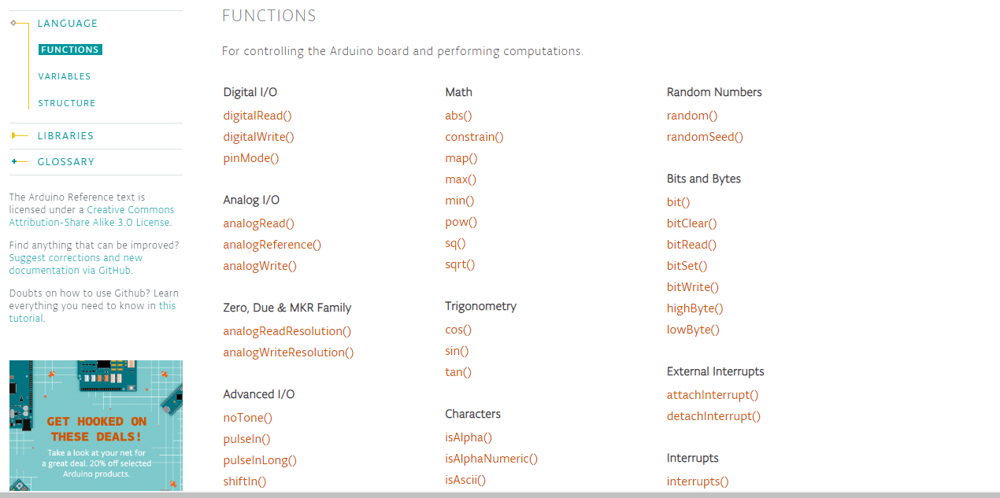 LANGUAGE
FUNCTIONS
VARIABLES
STRUCTURE
LIBRARIES
GLOSSARY
The Arduino Reference text is
licensed under a Creative Commons
Attribution-Share Alike 3.0 License.
Find anything that can be improved?
Suggest corrections and new
documentation via GitHub.
Doubts on how to use Github? Learn
everything you need to know in this
tutorial.
GET HOOKED ON
THESE DEALS!
Take a look at your net for
a great deal. 20% off selected
Arduino products.
FUNCTIONS
For controlling the Arduino board and performing computations.
Digital I/O
digitalRead()
digitalWrite()
pinMode()
Analog I/O
analogRead()
analogReference()
analogWrite()
Zero, Due & MKR Family
analogReadResolution()
analogWriteResolution()
Advanced I/O
noTone()
pulseIn()
pulseInLong()
shiftIn()
Math
abs()
constrain()
map()
max()
min()
pow()
sq()
sqrt()
Trigonometry
cos()
sin()
tan()
Characters
isAlpha()
isAlphaNumeric()
isAscii()
Random Numbers
random()
randomSeed()
Bits and Bytes
bit()
bitClear()
bitRead()
bitSet()
bitWrite()
highByte()
lowByte()
External Interrupts
attachInterrupt()
detachInterrupt()
Interrupts
interrupts()